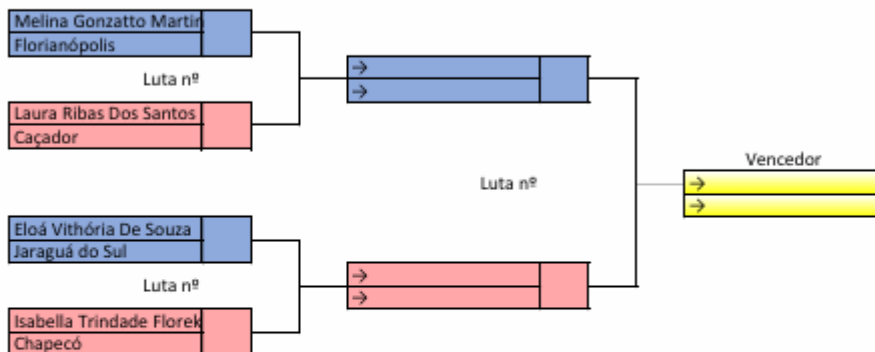 Melina Gonzatto Martin
Florianópolis
Luta nº
Laura Ribas Dos Santos
Caçador
→
→
Luta nº
Vencedor
→
→
Eloá Vithória De Souza
Jaraguá do Sul
Luta nº
Isabella Trindade Florek
Chapecó
→
→